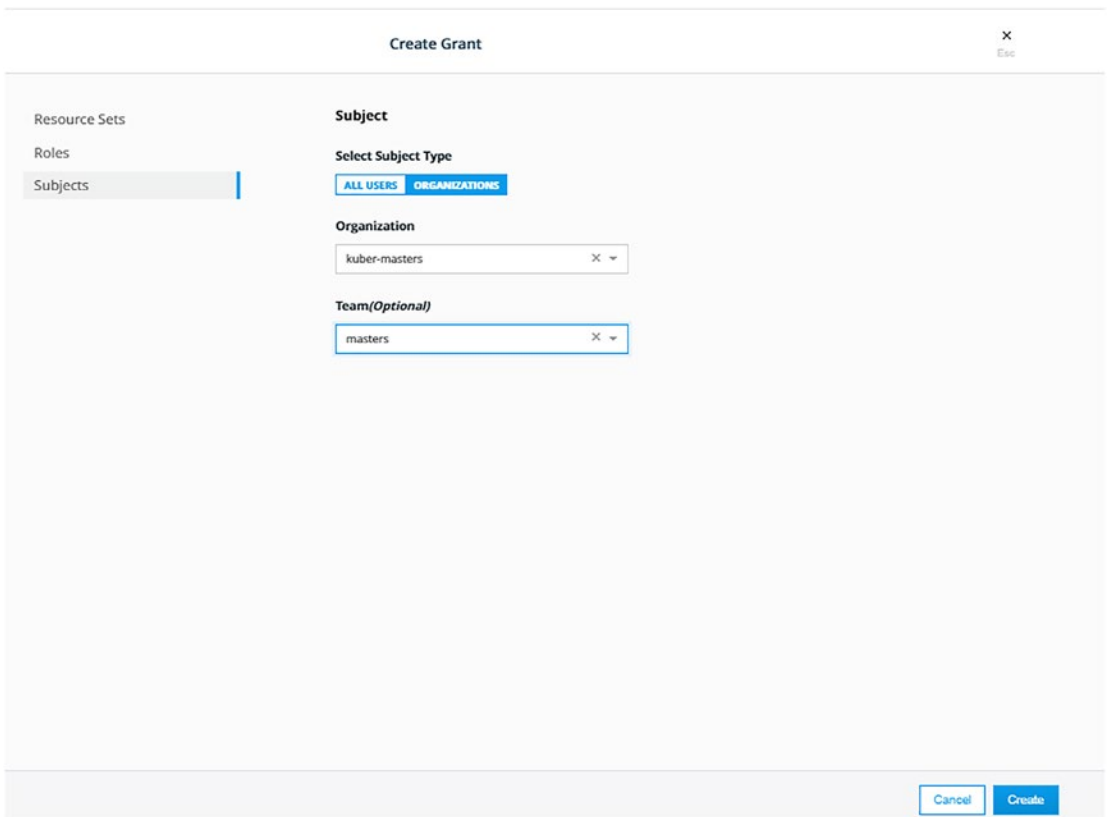 Create Grant
×
Esc
Resource Sets
Roles
Subjects
Subject
Select Subject Type
ALL USERS ORGANIZATIONS
Organization
kuber-masters ×
Team(Optional)
masters ×
Cancel Create